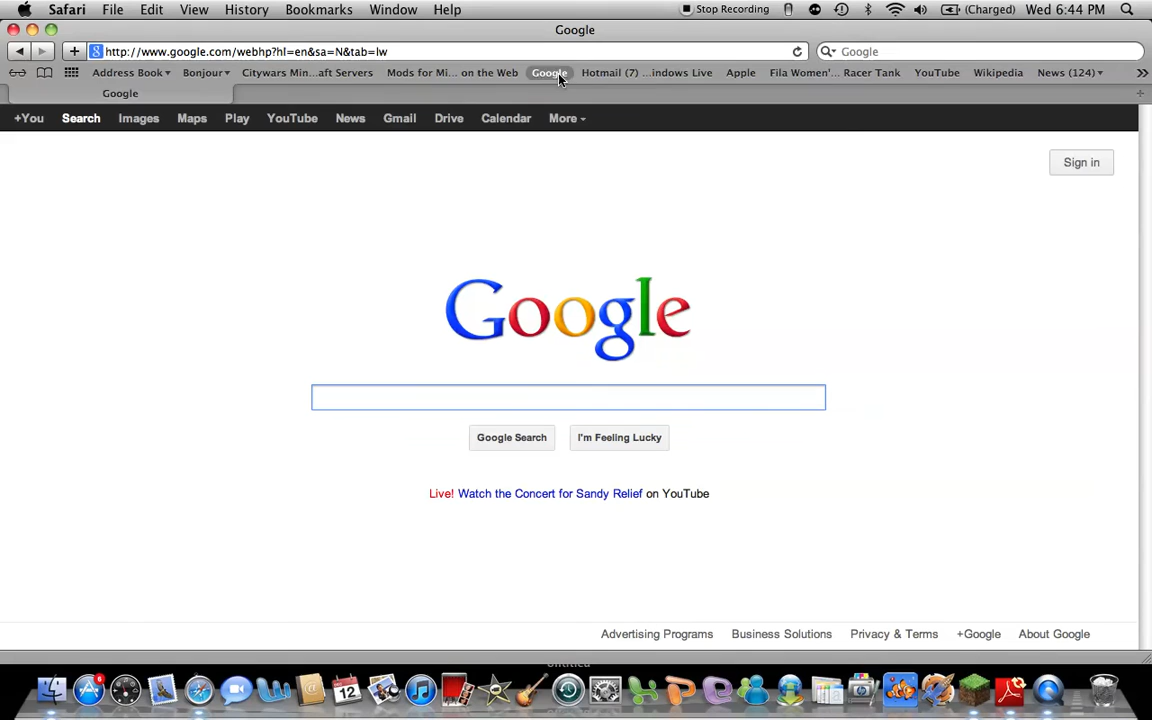 Safari File Edit View History Bookmarks Window Help Stop Recording (Charged) Wed 6:44 PM
Google
http://www.google.com/webhp?hl=en&sa=N&tab=lw Google
Address Book Bonjour Citywars Min...aft Servers Mods for Mi... on the Web Google Hotmail (7) ...indows Live Apple Fila Women'... Racer Tank YouTube Wikipedia News (124)
Google
+You Search Images Maps Play YouTube News Gmail Drive Calendar More
Sign in
Google
Google Search I'm Feeling Lucky
Live! Watch the Concert for Sandy Relief on YouTube
Advertising Programs Business Solutions Privacy & Terms +Google About Google
Untitled
6 12